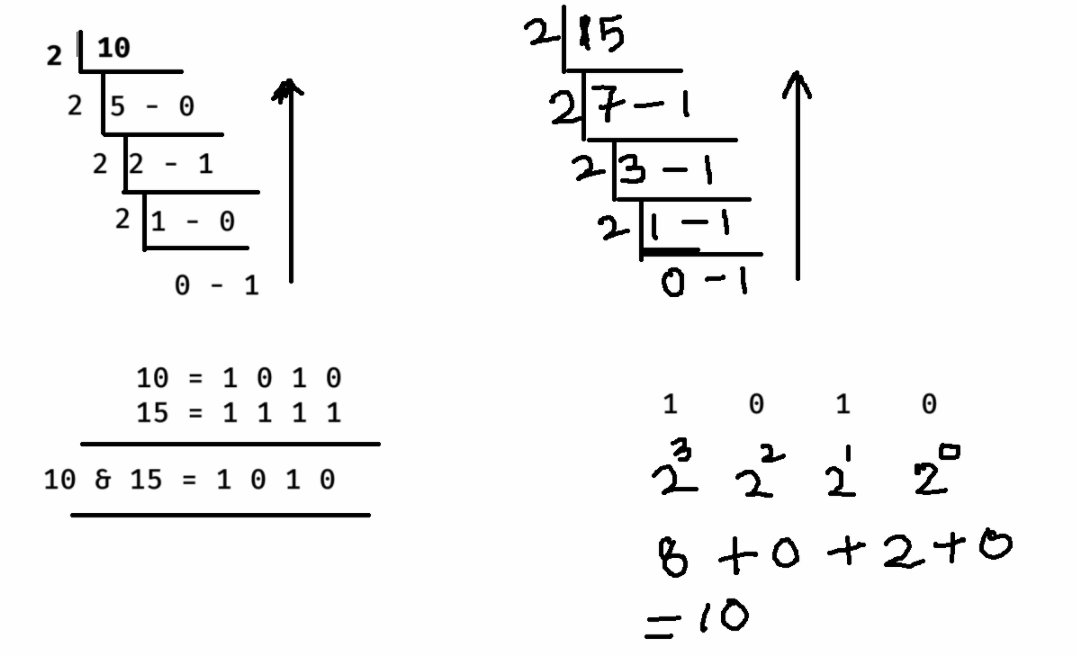 2 10
2 5 - 0
2 2 - 1
2 1 - 0
0 - 1
2 15
2 7 - 1
2 3 - 1
2 1 - 1
0 - 1
10 = 1 0 1 0
15 = 1 1 1 1
10 & 15 = 1 0 1 0
1 0 1 0
2³ 2² 2¹ 2⁰
8 + 0 + 2 + 0
= 10